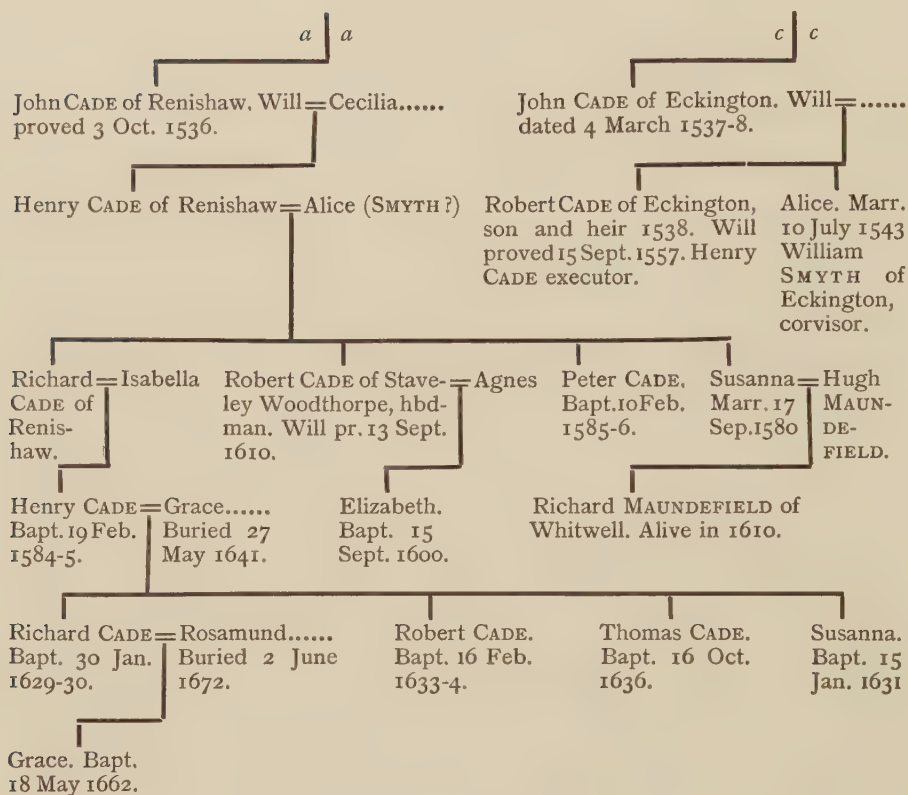 a a
c c
John CADE of Renishaw. Will=Cecilia......
proved 3 Oct. 1536.
John CADE of Eckington. Will=......
dated 4 March 1537-8.
Henry CADE of Renishaw=Alice (SMYTH ?)
Robert CADE of Eckington,
son and heir 1538. Will
proved 15 Sept. 1557. Henry
CADE executor.
Alice. Marr.
10 July 1543
William
SMYTH of
Eckington,
corvisor.
Richard=Isabella
CADE of
Renis-
haw.
Robert CADE of Stave-=Agnes
ley Woodthorpe, hbd-
man. Will pr. 13 Sept.
1610.
Peter CADE.
Bapt. 10 Feb.
1585-6.
Susanna=Hugh
Marr. 17
Sep. 1580
MAUN-
DE-
FIELD.
Henry CADE=Grace......
Bapt. 19 Feb.
1584-5.
Buried 27
May 1641.
Elizabeth.
Bapt. 15
Sept. 1600.
Richard MAUNDEFIELD of
Whitwell. Alive in 1610.
Richard CADE=Rosamund......
Bapt. 30 Jan.
1629-30.
Buried 2 June
1672.
Robert CADE.
Bapt. 16 Feb.
1633-4.
Thomas CADE.
Bapt. 16 Oct.
1636.
Susanna.
Bapt. 15
Jan. 1631
Grace. Bapt.
18 May 1662.